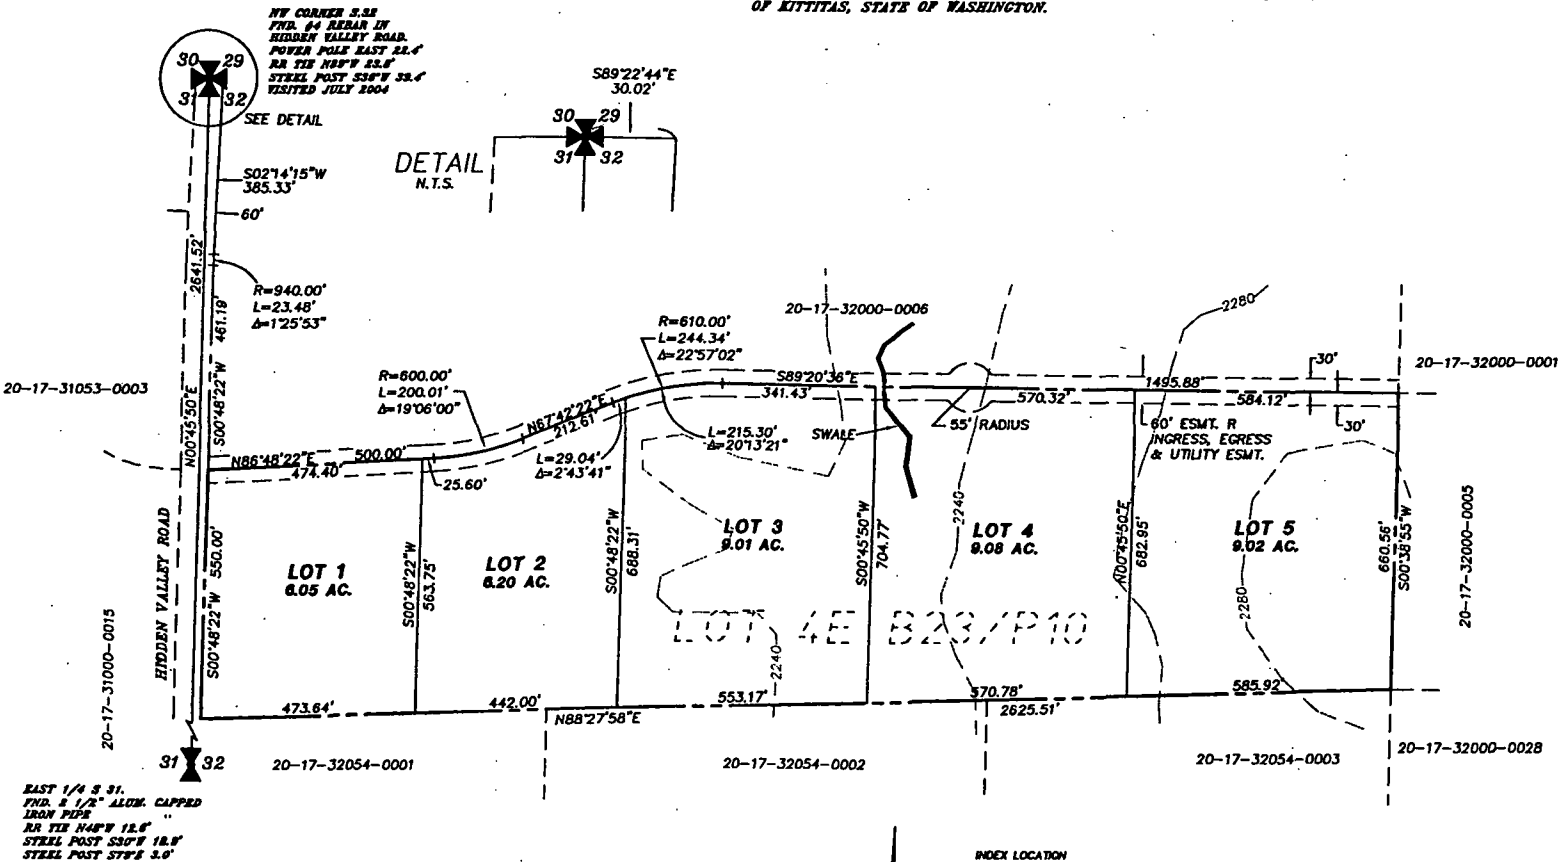 OF KITTITAS, STATE OF WASHINGTON.
NW CORNER S.32
FND. #4 REBAR IN
HIDDEN VALLEY ROAD.
POWER POLE EAST 22.4'
RR TIE N89°W 23.8'
STEEL POST S36°W 33.4'
VISITED JULY 2004
30 29
31 32
SEE DETAIL
S89°22'44"E
30.02'
30 29
31 32
DETAIL
N.T.S.
S02°14'15"W
385.33'
60'
2641.52'
N00°45'50"E
461.19'
S00°48'22"W
R=940.00'
L=23.48'
Δ=1°25'53"
20-17-31053-0003
R=600.00'
L=200.01'
Δ=19°06'00"
R=610.00'
L=244.34'
Δ=22°57'02"
20-17-32000-0006
2280
20-17-32000-0001
N86°48'22"E
500.00'
474.40'
25.60'
N67°42'22"E
212.61'
L=29.04'
Δ=2°43'41"
L=215.30'
Δ=20°13'21"
S89°20'36"E
341.43'
SWALE
55' RADIUS
570.32'
1495.88'
584.12'
30'
30'
60' ESMT. R
INGRESS, EGRESS
& UTILITY ESMT.
HIDDEN VALLEY ROAD
20-17-31000-0015
550.00'
S00°48'22"W
LOT 1
6.05 AC.
S00°48'22"W
563.75'
LOT 2
6.20 AC.
S00°48'22"W
688.31'
LOT 3
9.01 AC.
S00°45'50"W
704.77'
2240
LOT 4
9.08 AC.
N00°45'50"E
682.95'
LOT 5
9.02 AC.
2280
660.56'
S00°38'55"W
20-17-32000-0005
LOT 4E B23/P10
2240
473.64'
442.00'
N88°27'58"E
553.17'
570.78'
2625.51'
585.92'
31 32
20-17-32054-0001
20-17-32054-0002
20-17-32054-0003
20-17-32000-0028
EAST 1/4 S 31.
FND. 2 1/2" ALUM. CAPPED
IRON PIPE
RR TIE N48°W 12.6'
STEEL POST S30°W 18.9'
STEEL POST S79°E 3.0'
INDEX LOCATION